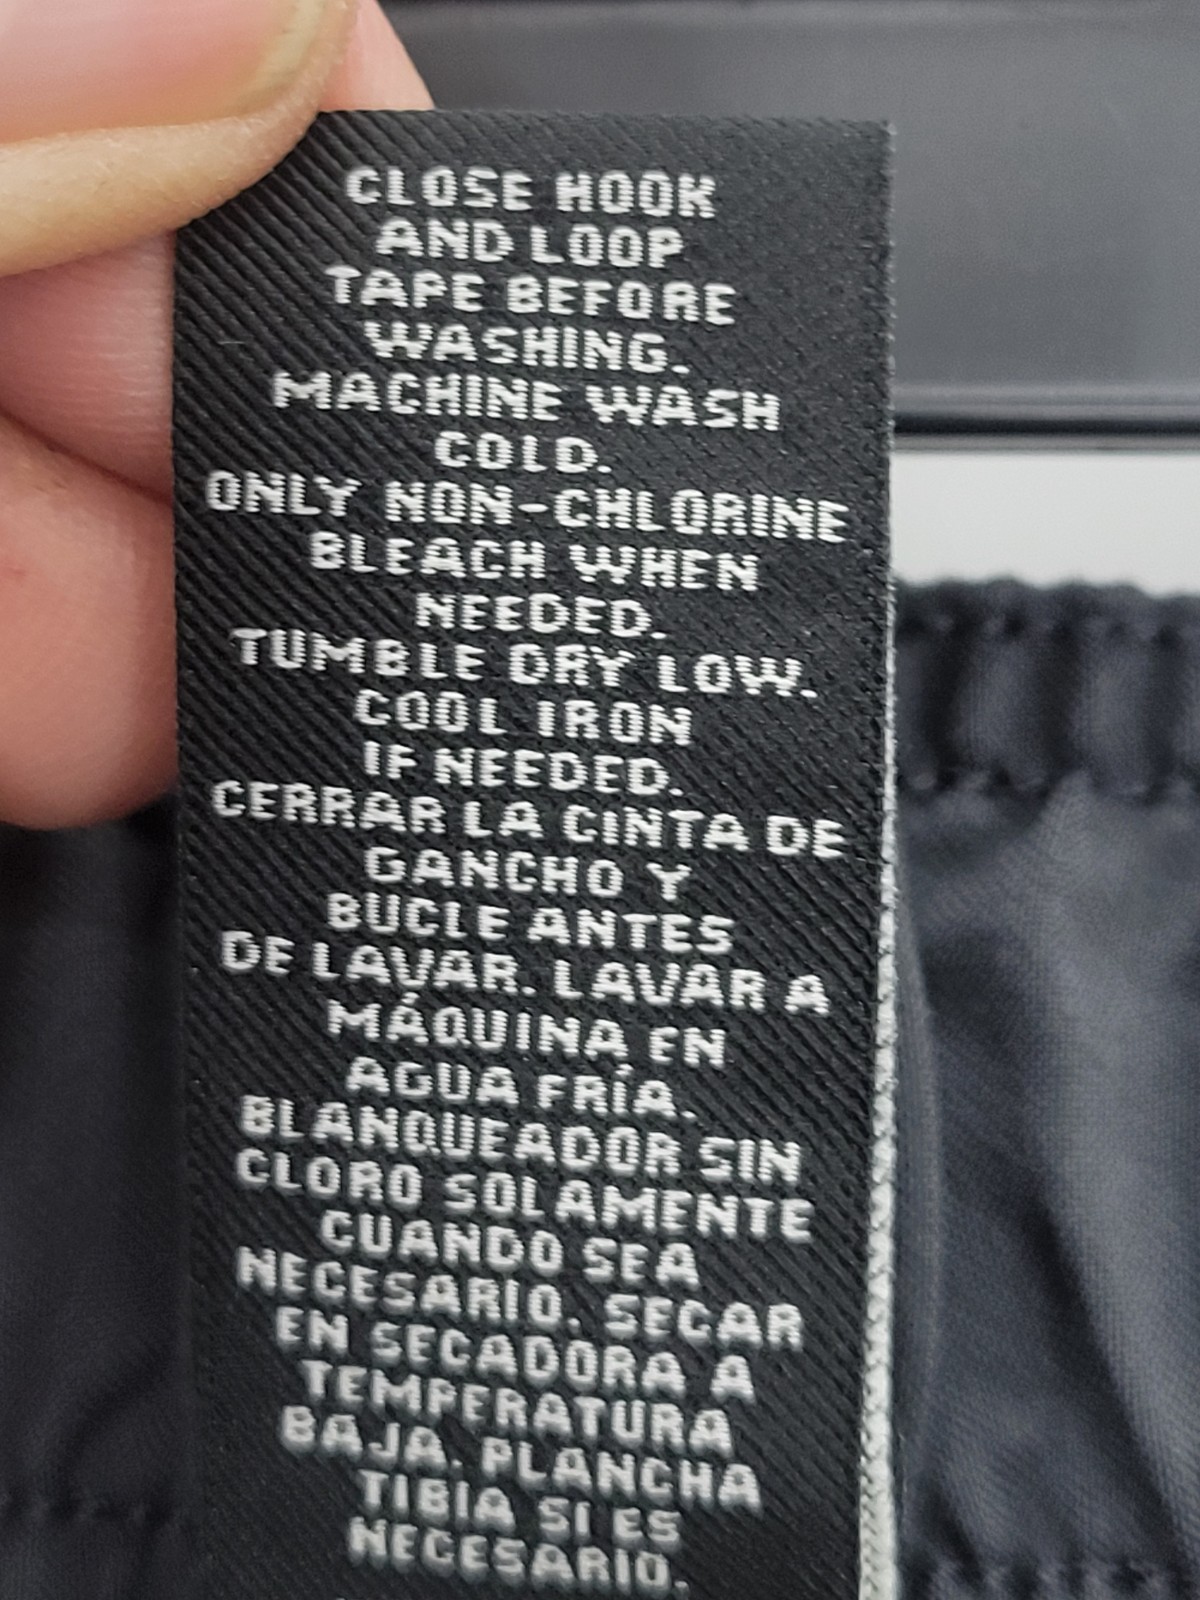 CLOSE HOOK
AND LOOP
TAPE BEFORE
WASHING.
MACHINE WASH
COLD.
ONLY NON-CHLORINE
BLEACH WHEN
NEEDED.
TUMBLE DRY LOW.
COOL IRON
IF NEEDED.
CERRAR LA CINTA DE
GANCHO Y
BUCLE ANTES
DE LAVAR. LAVAR A
MÁQUINA EN
AGUA FRÍA.
BLANQUEADOR SIN
CLORO SOLAMENTE
CUANDO SEA
NECESARIO. SECAR
EN SECADORA A
TEMPERATURA
BAJA. PLANCHA
TIBIA SI ES
NECESARIO.